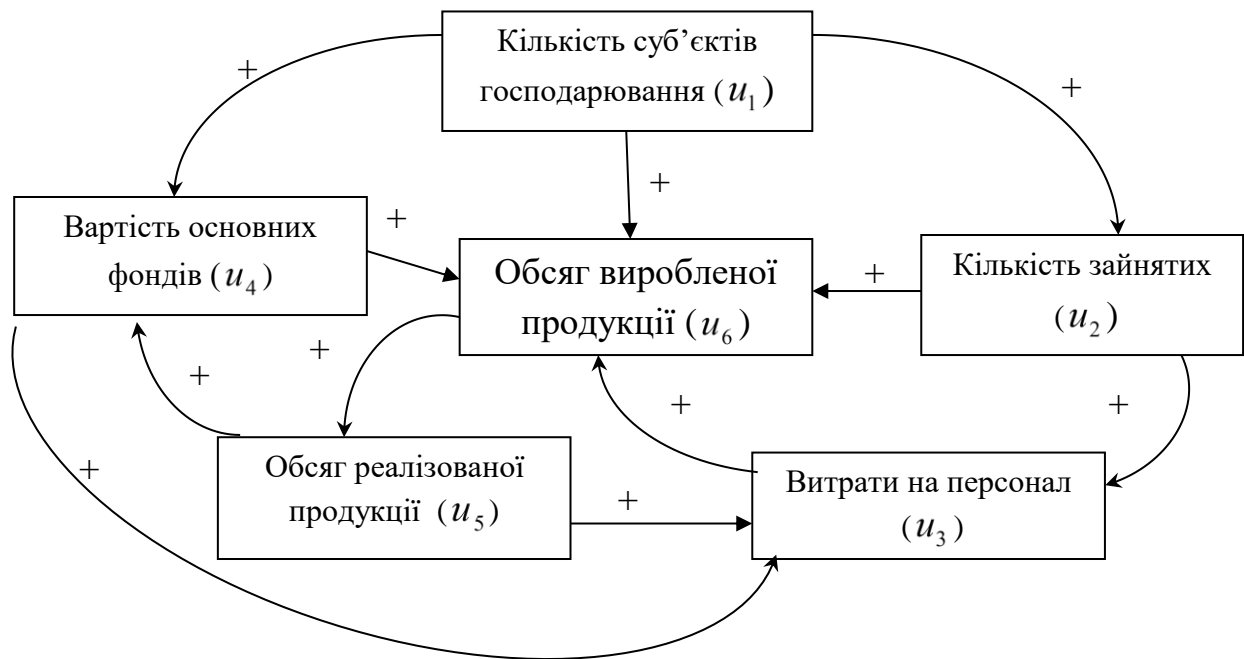 Кількість суб’єктів
господарювання (u₁)
+
+
+
Вартість основних
фондів (u₄)
+
Обсяг виробленої
продукції (u₆)
+
Кількість зайнятих
(u₂)
+
+
+
+
Обсяг реалізованої
продукції (u₅)
+
+
Витрати на персонал
(u₃)